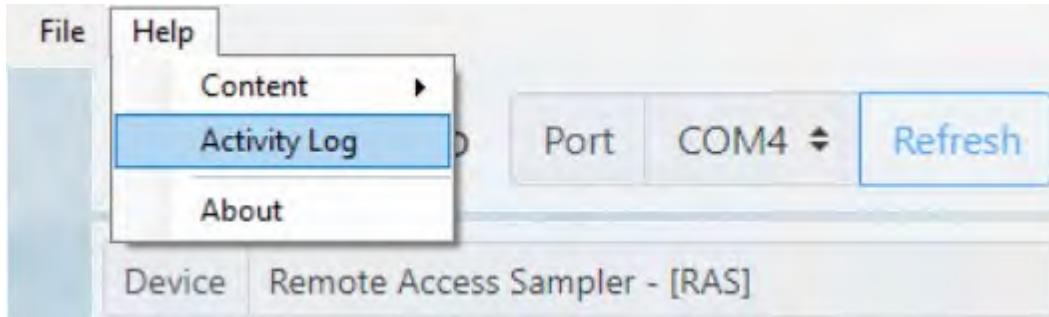 File Help
Content
Activity Log
Port COM4 Refresh
About
Device Remote Access Sampler - [RAS]